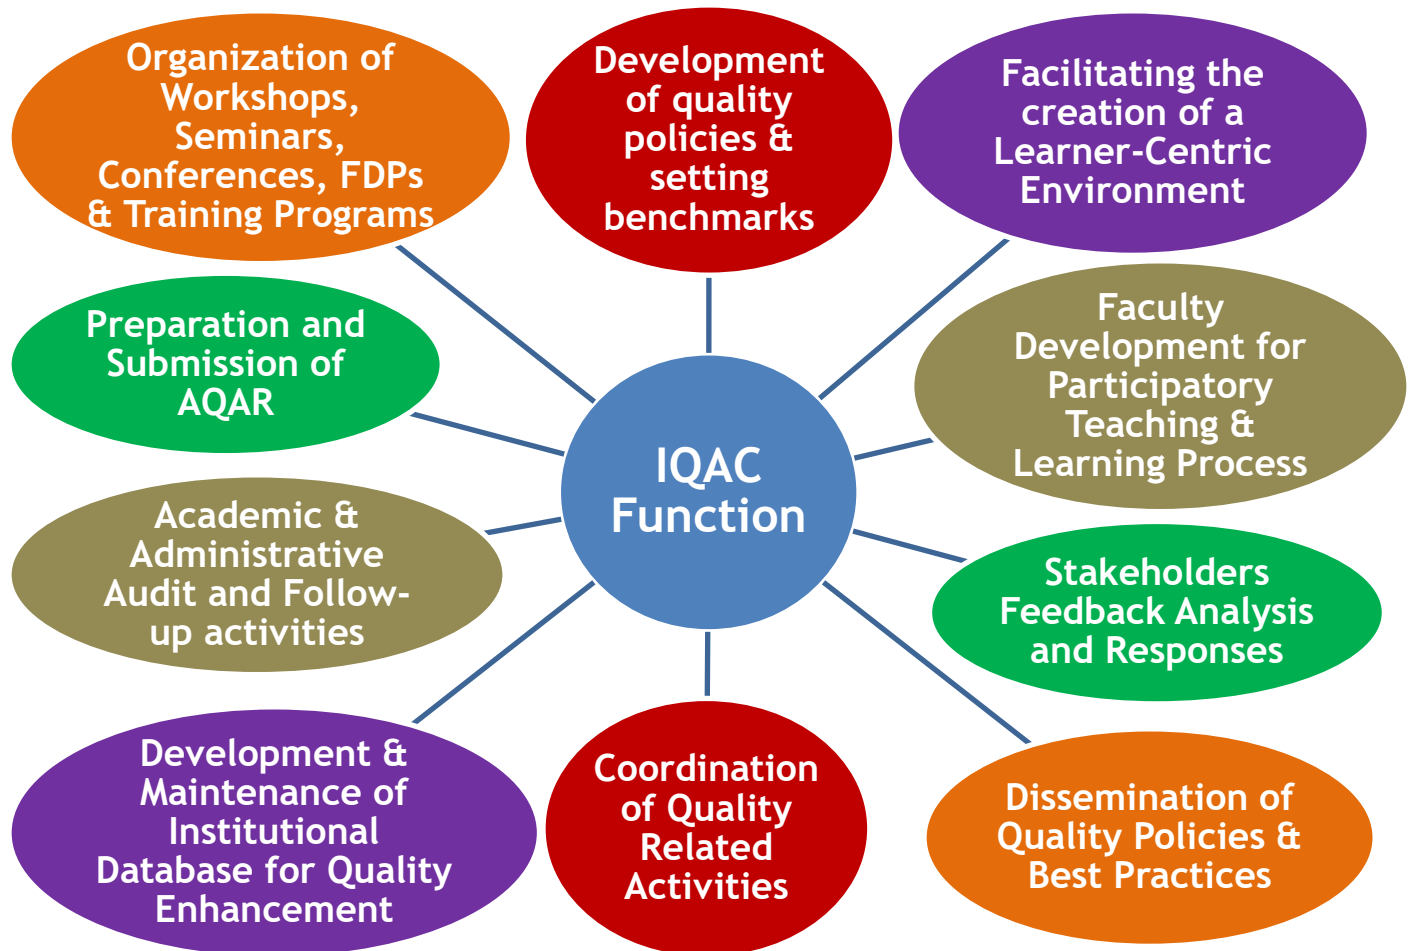 Organization of
Workshops,
Seminars,
Conferences, FDPs
& Training Programs
Development
of quality
policies &
setting
benchmarks
Facilitating the
creation of a
Learner-Centric
Environment
Preparation and
Submission of
AQAR
Faculty
Development for
Participatory
Teaching &
Learning Process
IQAC
Function
Academic &
Administrative
Audit and Follow-
up activities
Stakeholders
Feedback Analysis
and Responses
Development &
Maintenance of
Institutional
Database for Quality
Enhancement
Coordination
of Quality
Related
Activities
Dissemination of
Quality Policies &
Best Practices